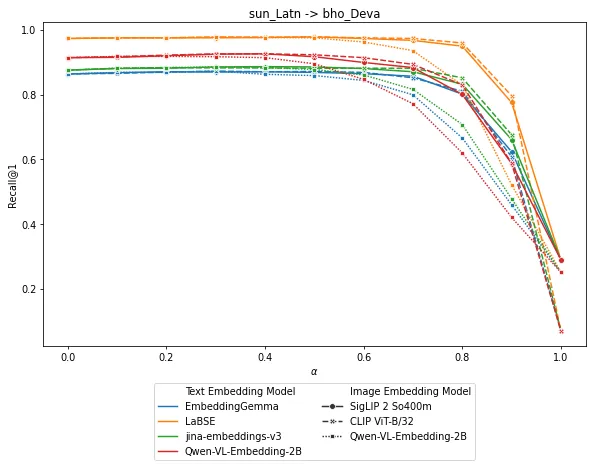 sun_Latn -> bho_Deva
Recall@1
1.0
0.8
0.6
0.4
0.2
0.0 0.2 0.4 0.6 0.8 1.0
α
Text Embedding Model
EmbeddingGemma
LaBSE
jina-embeddings-v3
Qwen-VL-Embedding-2B
Image Embedding Model
SigLIP 2 So400m
CLIP ViT-B/32
Qwen-VL-Embedding-2B